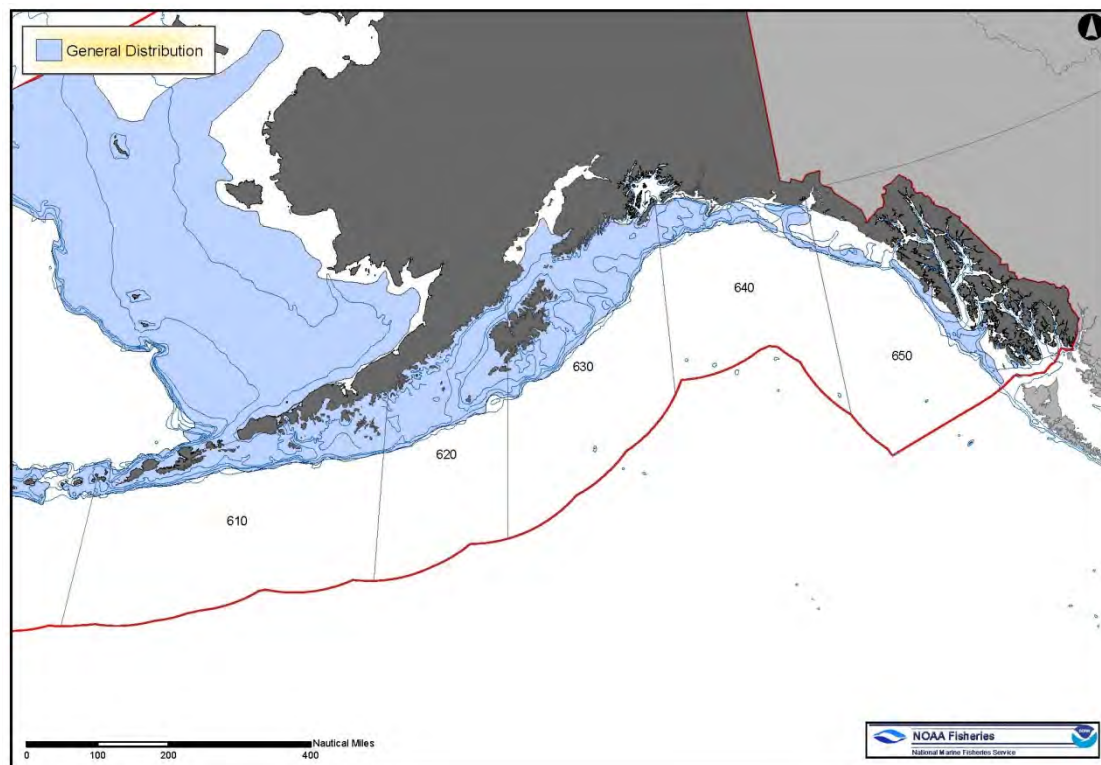 General Distribution
640
650
630
620
610
Nautical Miles
0 100 200 400
NOAA Fisheries
National Marine Fisheries Service